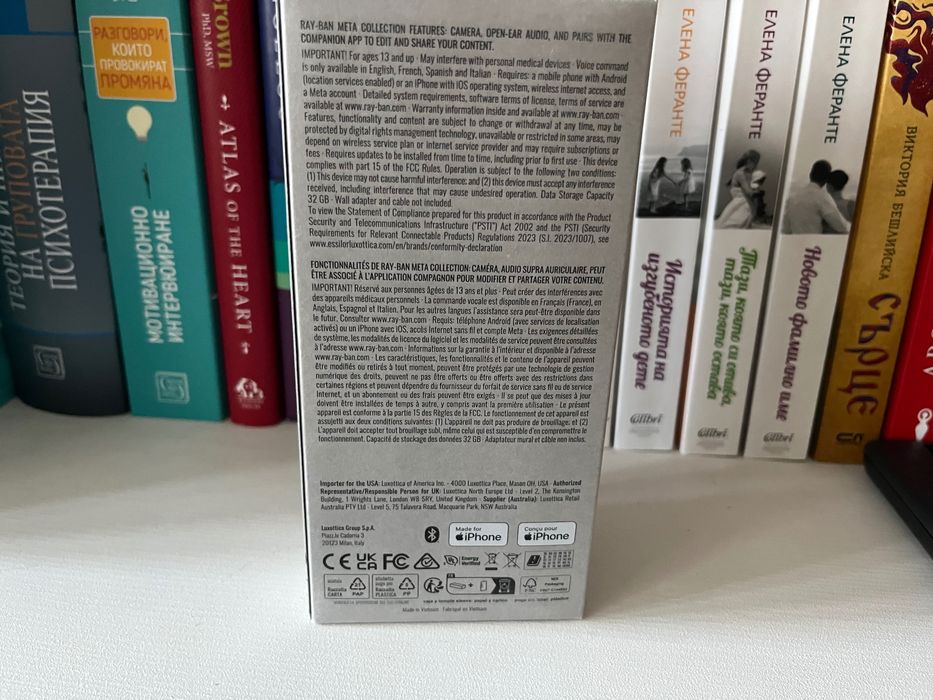 RAY-BAN META COLLECTION FEATURES: CAMERA, OPEN-EAR AUDIO, AND PAIRS WITH THE
COMPANION APP TO EDIT AND SHARE YOUR CONTENT.
IMPORTANT! For ages 13 and up · May interfere with personal medical devices · Voice command
is only available in English, French, Spanish and Italian · Requires: a mobile phone with Android
(location services enabled) or an iPhone with iOS operating system, wireless internet access, and
a Meta account · Detailed system requirements, software terms of license, terms of service are
available at www.ray-ban.com · Warranty information inside and available at www.ray-ban.com ·
Features, functionality and content are subject to change or withdrawal at any time, may be
protected by digital rights management technology, unavailable or restricted in some areas, may
depend on wireless service plan or internet service provider and may require subscriptions or
fees · Requires updates to be installed from time to time, including prior to first use · This device
complies with part 15 of the FCC Rules. Operation is subject to the following two conditions:
(1) This device may not cause harmful interference; and (2) this device must accept any interference
received, including interference that may cause undesired operation. Data Storage Capacity
32 GB · Wall adapter and cable not included.
To view the Statement of Compliance prepared for this product in accordance with the Product
Security and Telecommunications Infrastructure ("PSTI") Act 2002 and the PSTI (Security
Requirements for Relevant Connectable Products) Regulations 2023 (S.I. 2023/1007), see
www.essilorluxottica.com/en/brands/conformity-declaration
FONCTIONNALITÉS DE RAY-BAN META COLLECTION: CAMÉRA, AUDIO SUPRA AURICULAIRE, PEUT
ÊTRE ASSOCIÉ À L'APPLICATION COMPAGNON POUR MODIFIER ET PARTAGER VOTRE CONTENU.
IMPORTANT! Réservé aux personnes âgées de 13 ans et plus · Peut créer des interférences avec
des appareils médicaux personnels · La commande vocale est disponible en Français (France), en
Anglais, Espagnol et Italien. Pour les autres langues l'assistance sera peut-être disponible dans
le futur. Consulter www.ray-ban.com · Requis: téléphone Android (avec services de localisation
activés) ou un iPhone avec iOS, accès Internet sans fil et compte Meta · Les exigences détaillées
de système, les modalités de licence du logiciel et les modalités de service peuvent être consultées
à l'adresse www.ray-ban.com · Informations sur la garantie à l'intérieur et disponible à l'adresse
www.ray-ban.com · Les caractéristiques, les fonctionnalités et le contenu de l'appareil peuvent
être modifiés ou retirés à tout moment, peuvent être protégés par une technologie de gestion
numérique des droits, peuvent ne pas être offerts ou être offerts avec des restrictions dans
certaines régions et peuvent dépendre du fournisseur du forfait de service sans fil ou de service
Internet, et un abonnement ou des frais peuvent être exigés · Il se peut que des mises à jour
doivent être installées de temps à autre, y compris avant la première utilisation · Le présent
appareil est conforme à la partie 15 des Règles de la FCC. Le fonctionnement de cet appareil est
assujetti aux deux conditions suivantes: (1) L'appareil ne doit pas produire de brouillage; et (2)
L'appareil doit accepter tout brouillage subi, même celui qui est susceptible d'en compromettre le
fonctionnement. Capacité de stockage des données 32 GB · Adaptateur mural et câble non inclus.
Importer for the USA: Luxottica of America Inc. - 4000 Luxottica Place, Mason OH, USA · Authorized
Representative/Responsible Person for UK: Luxottica North Europe Ltd - Level 2, The Kensington
Building, 1 Wrights Lane, London W8 5RY, United Kingdom · Supplier (Australia): Luxottica Retail
Australia PTY Ltd - Level 5, 75 Talavera Road, Macquarie Park, NSW Australia
Luxottica Group S.p.A.
Piazz.le Cadorna 3
20123 Milan, Italy
Made for
iPhone
Conçu pour
iPhone
CE UK CA FC
Energy
Verified
Raccolta
CARTA
21
PAP
Raccolta
PLASTICA
5
PP
FR
FSC
MIX
Made in Vietnam · Fabriqué en Vietnam
ТЕОРИЯ И
НА ГРУПОВАТА
ПСИХОТЕРАПИЯ
РАЗГОВОРИ,
КОИТО
ПРОВОКИРАТ
ПРОМЯНА
МОТИВАЦИОННО
ИНТЕРВЮИРАНЕ
rown
PhD, MSW
ATLAS OF THE HEART
ЕЛЕНА ФЕРАНТЕ
Историята на
изгубеното дете
Colibri
ЕЛЕНА ФЕРАНТЕ
Тази, която си отива,
тази, която остава
Colibri
ЕЛЕНА ФЕРАНТЕ
Новото фамилно име
Colibri
ВИКТОРИЯ БЕШЛИЙСКА
СЪРЦЕ